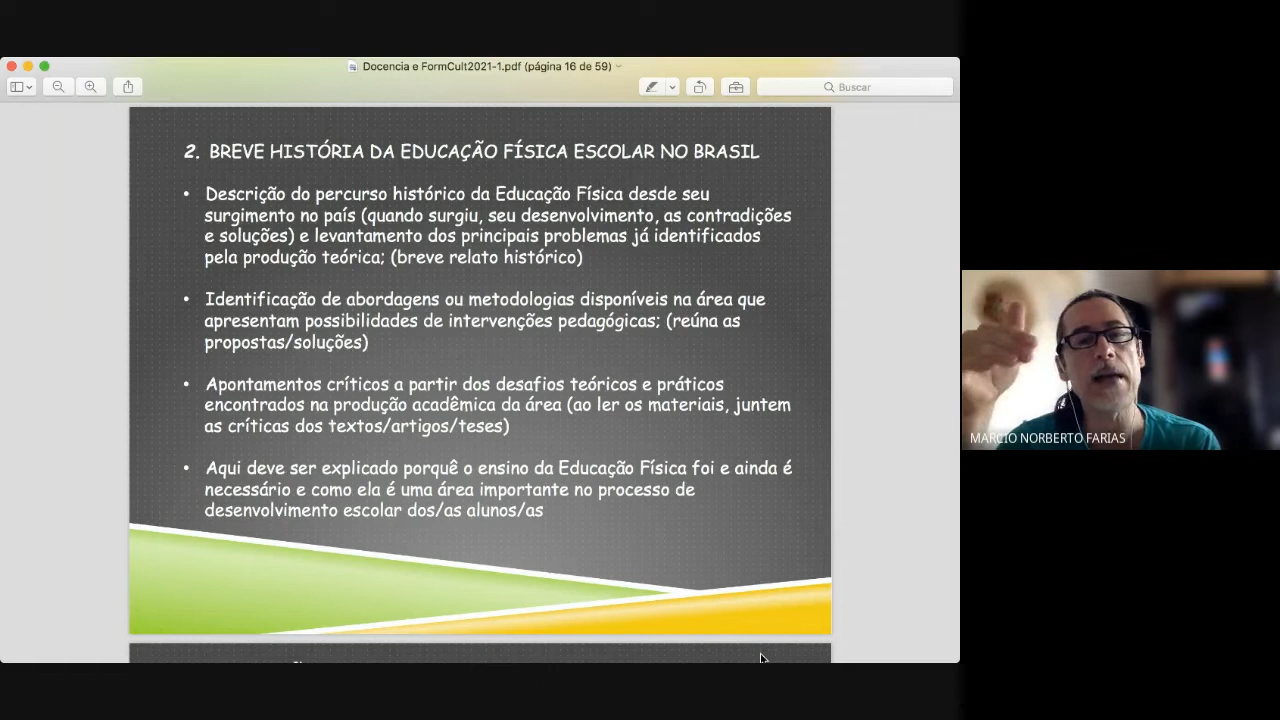 Docencia e FormCult2021-1.pdf (página 16 de 59)
Buscar
2. BREVE HISTÓRIA DA EDUCAÇÃO FÍSICA ESCOLAR NO BRASIL
• Descrição do percurso histórico da Educação Física desde seu
surgimento no país (quando surgiu, seu desenvolvimento, as contradições
e soluções) e levantamento dos principais problemas já identificados
pela produção teórica; (breve relato histórico)
• Identificação de abordagens ou metodologias disponíveis na área que
apresentam possibilidades de intervenções pedagógicas; (reúna as
propostas/soluções)
• Apontamentos críticos a partir dos desafios teóricos e práticos
encontrados na produção acadêmica da área (ao ler os materiais, juntem
as críticas dos textos/artigos/teses)
• Aqui deve ser explicado porquê o ensino da Educação Física foi e ainda é
necessário e como ela é uma área importante no processo de
desenvolvimento escolar dos/as alunos/as
MARCIO NORBERTO FARIAS